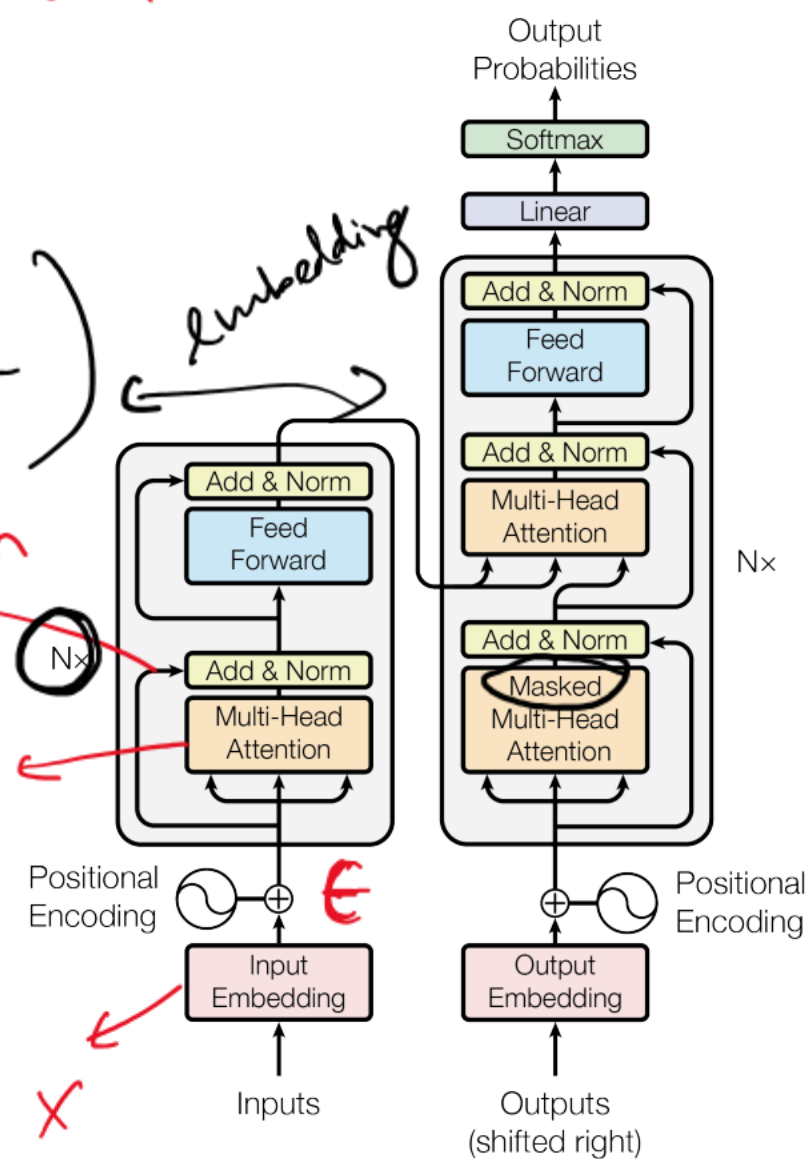 Output
Probabilities
Softmax
Linear
embedding
Add & Norm
Feed
Forward
Add & Norm
Multi-Head
Attention
Nx
Add & Norm
Masked
Multi-Head
Attention
Add & Norm
Feed
Forward
Nx
Add & Norm
Multi-Head
Attention
Positional
Encoding
E
Positional
Encoding
Input
Embedding
Output
Embedding
X
Inputs
Outputs
(shifted right)